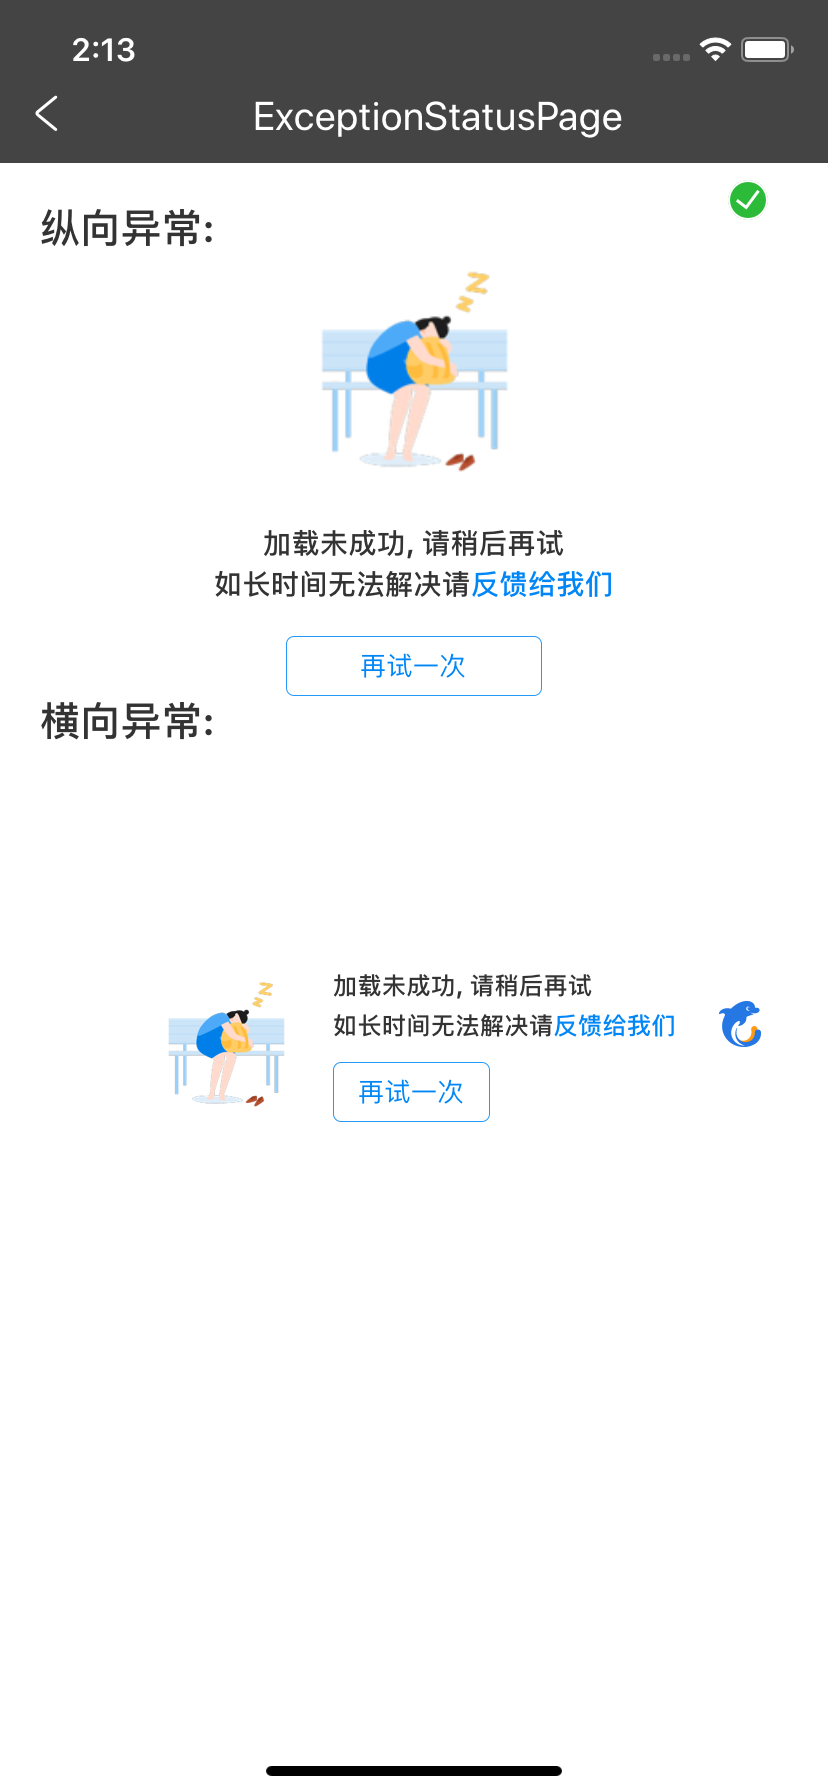 2:13
ExceptionStatusPage
纵向异常:
加载未成功, 请稍后再试
如长时间无法解决请反馈给我们
再试一次
横向异常:
加载未成功, 请稍后再试
如长时间无法解决请反馈给我们
再试一次